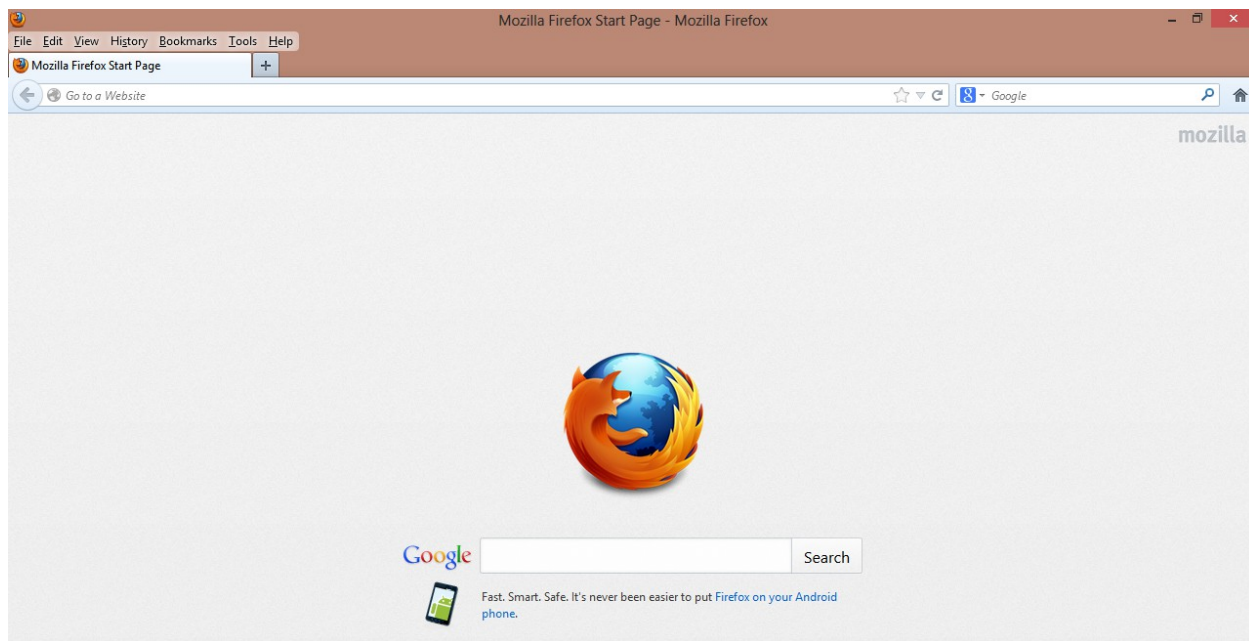 Mozilla Firefox Start Page - Mozilla Firefox
File Edit View History Bookmarks Tools Help
Mozilla Firefox Start Page
Go to a Website
8 Google
mozilla
Google
Search
Fast. Smart. Safe. It's never been easier to put Firefox on your Android
phone.